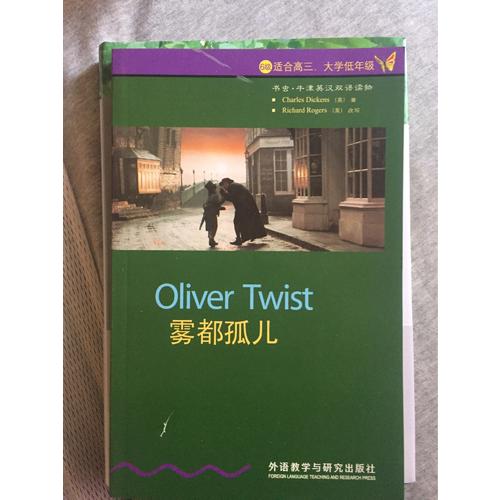 6级 适合高三、大学低年级
书虫·牛津英汉双语读物
■ Charles Dickens (英) 著
■ Richard Rogers (英) 改写
Oliver Twist
雾都孤儿
外语教学与研究出版社
FOREIGN LANGUAGE TEACHING AND RESEARCH PRESS